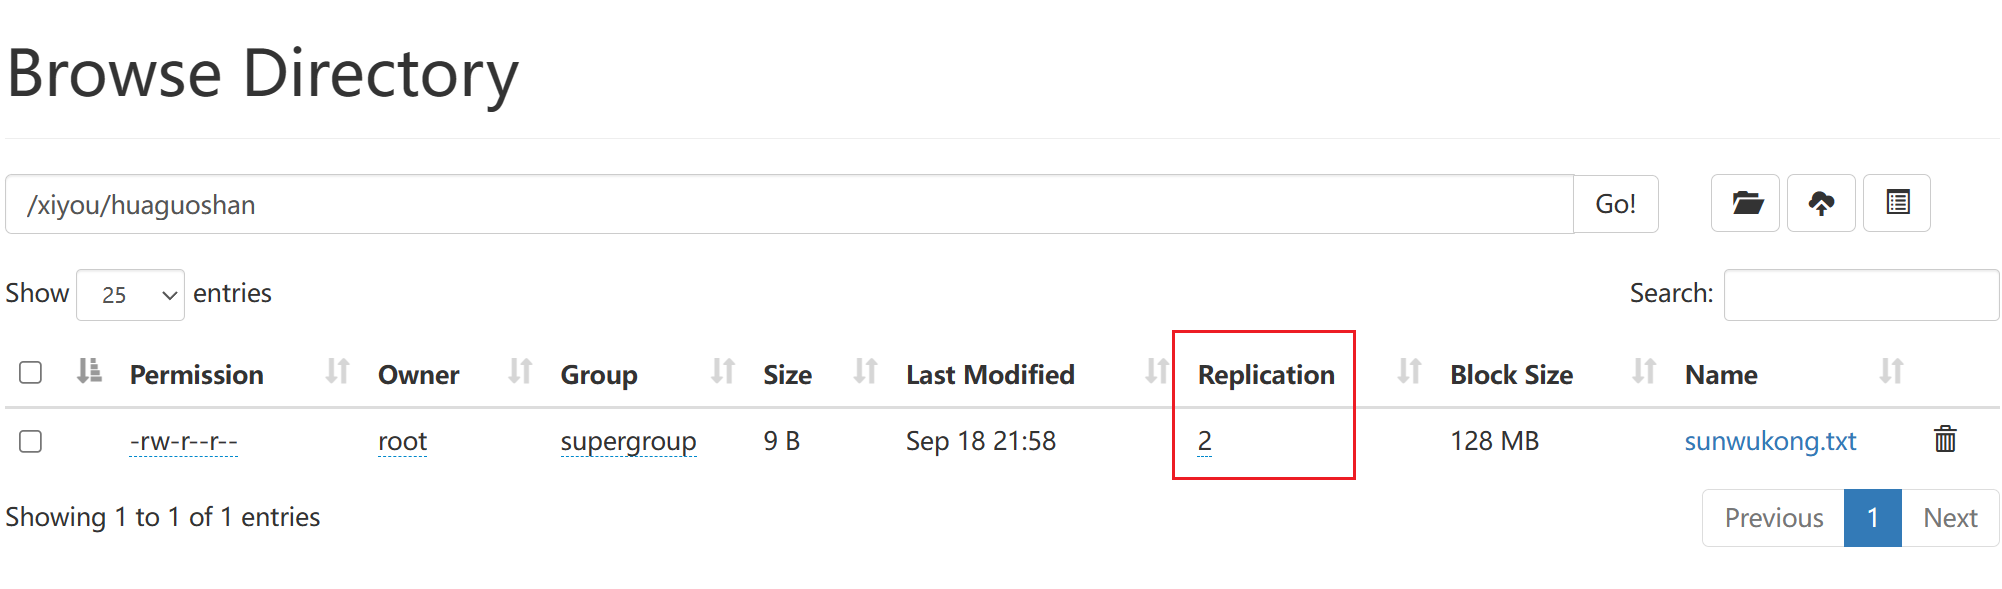 Browse Directory
/xiyou/huaguoshan Go!
Show 25 entries Search:
Permission Owner Group Size Last Modified Replication Block Size Name
-rw-r--r-- root supergroup 9 B Sep 18 21:58 2 128 MB sunwukong.txt
Showing 1 to 1 of 1 entries Previous 1 Next